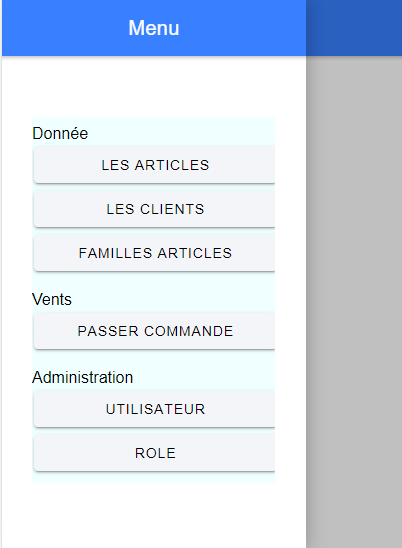 Menu
Donnée
LES ARTICLES
LES CLIENTS
FAMILLES ARTICLES
Vents
PASSER COMMANDE
Administration
UTILISATEUR
ROLE